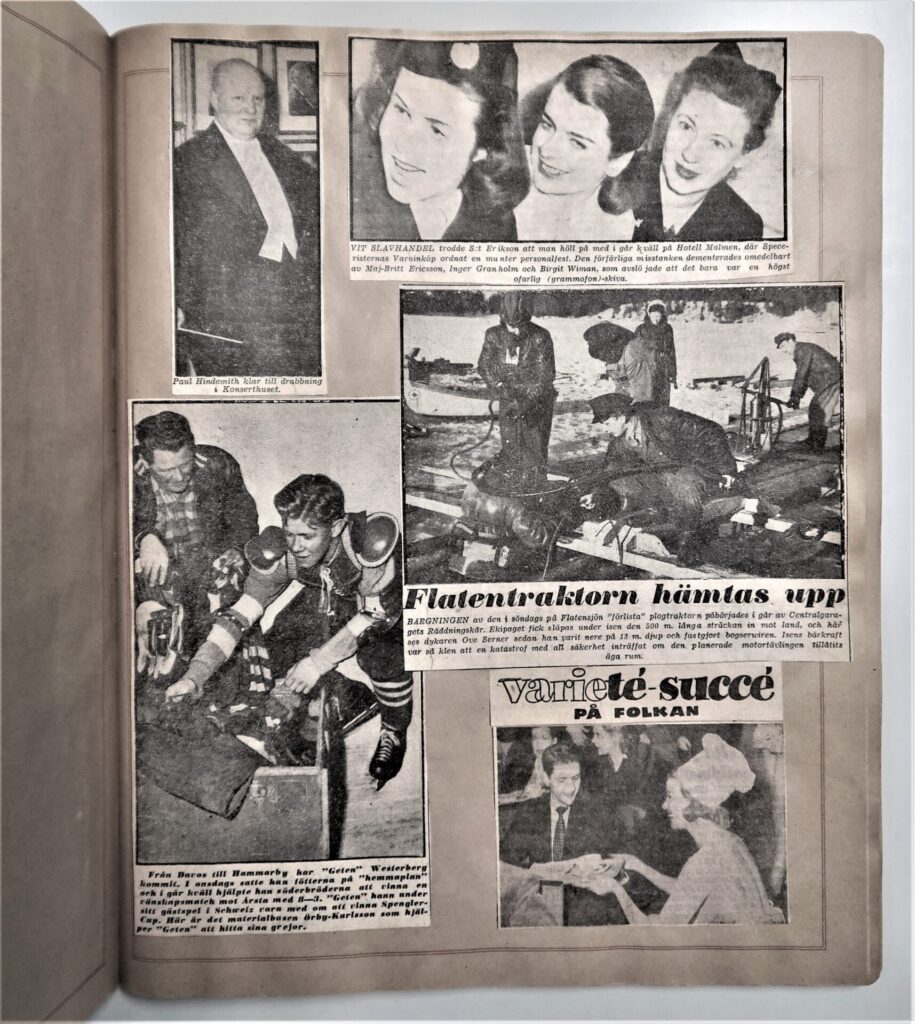 Paul Hindemith klar till drabbning
i Konserthuset.
VIT SLAVHANDEL trodde S:t Erikson att man höll på med i går kväll på Hotell Malmen, där Spece-
risternas Varuinköp ordnat en munter personalfest. Den förfärliga misstanken dementerades omedelbart
av Maj-Britt Ericsson, Inger Granholm och Birgit Wiman, som avslöjade att det bara var en högst
ofarlig (grammofon)-skiva.
Flatentraktorn hämtas upp
BÄRGNINGEN av den i söndags på Flatensjön "förlista" plogtraktorn påbörjades i går av Centralgara-
gets Räddningskår. Ekipaget fick släpas under isen den 500 m. långa sträckan in mot land, och här
ses dykaren Ove Berner sedan han varit nere på 15 m. djup och fastgjort bogserwiren. Isens bärkraft
var så klen att en katastrof med all säkerhet inträffat om den planerade motortävlingen tillåtits
äga rum.
Från Davos till Hammarby har "Geten" Westerberg
kommit. I onsdags satte han fötterna på "hemmaplan"
och i går kväll hjälpte han söderbröderna att vinna en
vänskapsmatch mot Årsta med 8—3. "Geten" hann under
sitt gästspel i Schweiz vara med om att vinna Spengler-
Cup. Här är det materialbasen Örby-Karlsson som hjäl-
per "Geten" att hitta sina grejor.
varieté-succé
PÅ FOLKAN